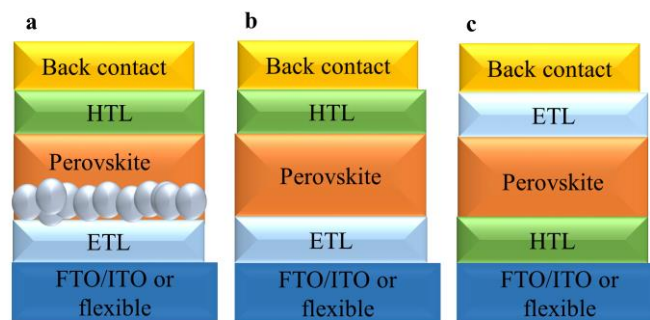 a
Back contact
HTL
Perovskite
ETL
FTO/ITO or
flexible
b
Back contact
HTL
Perovskite
ETL
FTO/ITO or
flexible
c
Back contact
ETL
Perovskite
HTL
FTO/ITO or
flexible